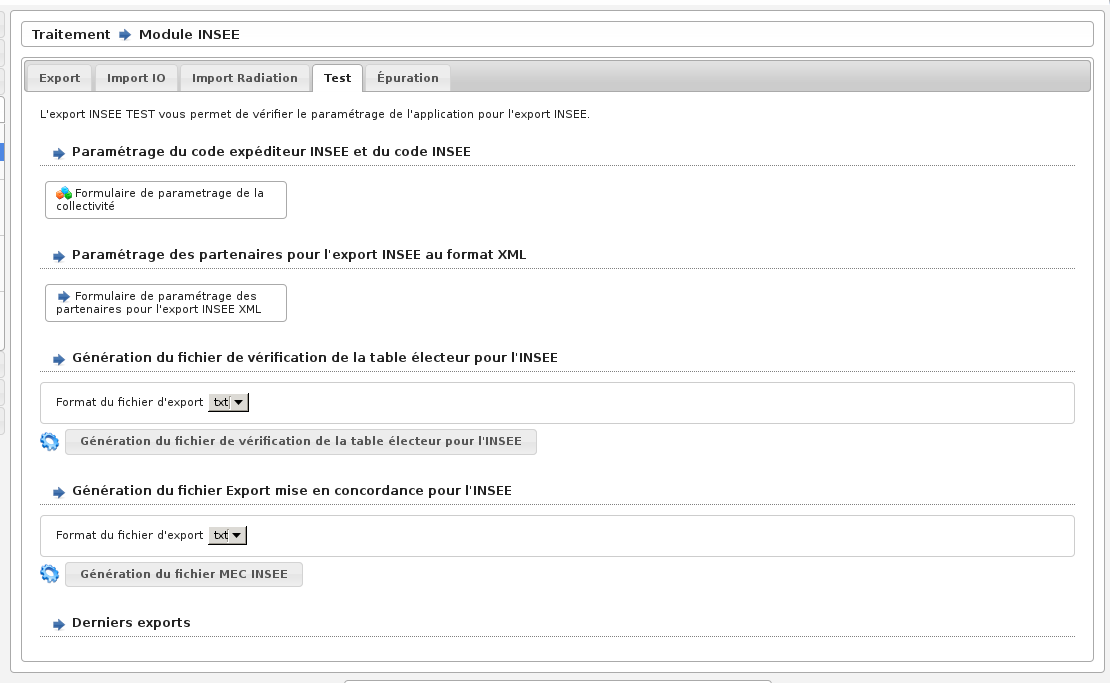 Traitement Module INSEE
Export Import IO Import Radiation Test Épuration
L'export INSEE TEST vous permet de vérifier le paramétrage de l'application pour l'export INSEE.
Paramétrage du code expéditeur INSEE et du code INSEE
Formulaire de parametrage de la
collectivité
Paramétrage des partenaires pour l'export INSEE au format XML
Formulaire de paramétrage des
partenaires pour l'export INSEE XML
Génération du fichier de vérification de la table électeur pour l'INSEE
Format du fichier d'export txt
Génération du fichier de vérification de la table électeur pour l'INSEE
Génération du fichier Export mise en concordance pour l'INSEE
Format du fichier d'export txt
Génération du fichier MEC INSEE
Derniers exports